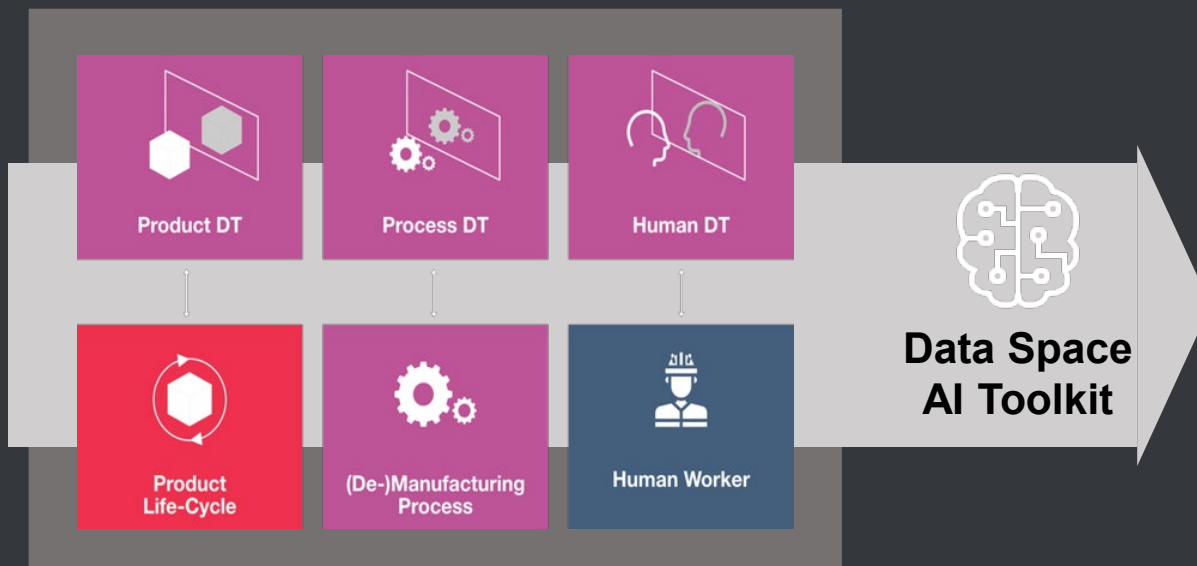 Product DT
Process DT
Human DT
Product
Life-Cycle
(De-)Manufacturing
Process
Human Worker
Data Space
AI Toolkit